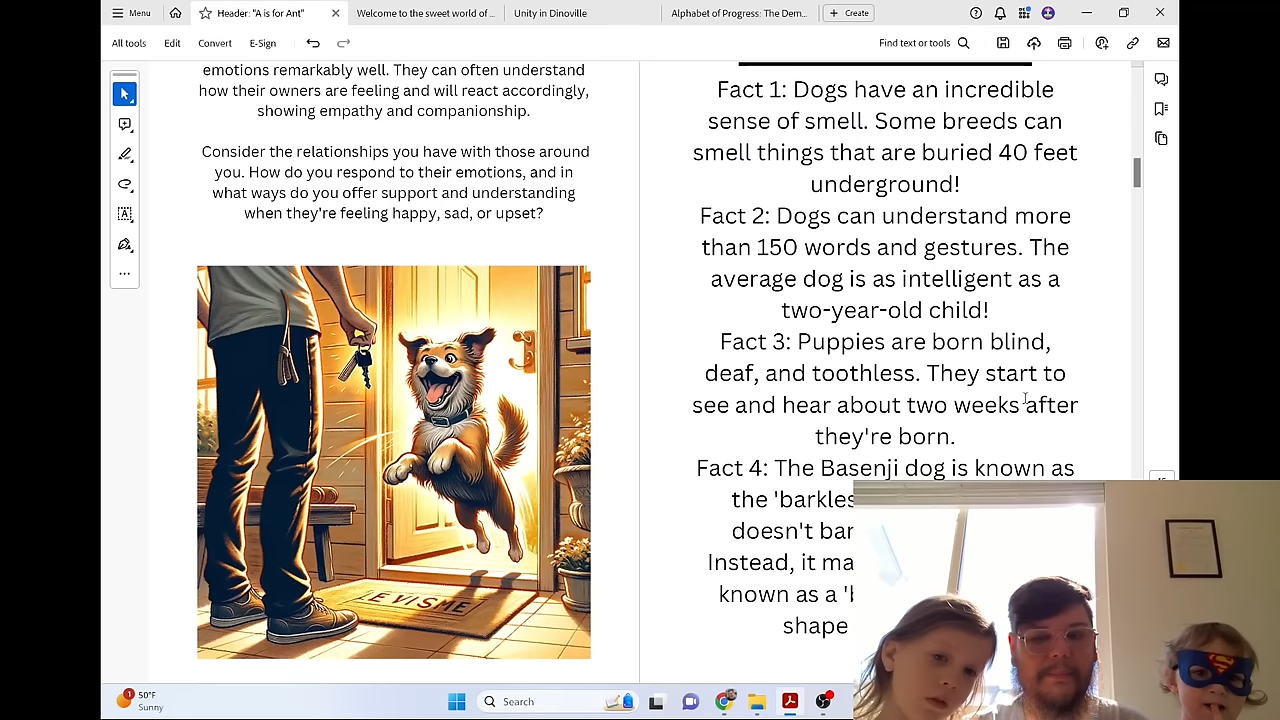 Menu
Header: "A is for Ant"
Welcome to the sweet world of ...
Unity in Dinoville
Alphabet of Progress: The Dem...
Create
All tools
Edit
Convert
E-Sign
Find text or tools
emotions remarkably well. They can often understand
how their owners are feeling and will react accordingly,
showing empathy and companionship.
Consider the relationships you have with those around
you. How do you respond to their emotions, and in
what ways do you offer support and understanding
when they're feeling happy, sad, or upset?
LEVISME
Fact 1: Dogs have an incredible
sense of smell. Some breeds can
smell things that are buried 40 feet
underground!
Fact 2: Dogs can understand more
than 150 words and gestures. The
average dog is as intelligent as a
two-year-old child!
Fact 3: Puppies are born blind,
deaf, and toothless. They start to
see and hear about two weeks after
they're born.
Fact 4: The Basenji dog is known as
the 'barkles
doesn't bar
Instead, it ma
known as a 'b
shape
1
50°F
Sunny
Search